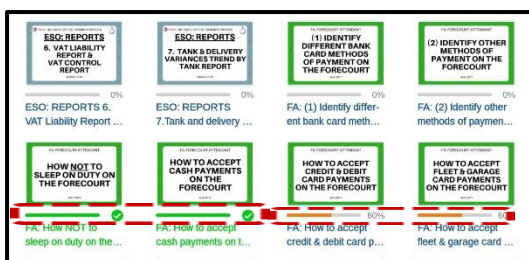 ESO: REPORTS
6. VAT LIABILITY
REPORT &
VAT CONTROL
REPORT
0%
ESO: REPORTS 6.
VAT Liability Report ...
ESO: REPORTS
7. TANK & DELIVERY
VARIANCES TREND BY
TANK REPORT
0%
ESO: REPORTS
7.Tank and delivery ...
FA: FORECOURT ATTENDANT
(1) IDENTIFY
DIFFERENT BANK
CARD METHODS
OF PAYMENT ON
THE FORECOURT
0%
FA: (1) Identify differ-
ent bank card meth...
FA: FORECOURT ATTENDANT
(2) IDENTIFY OTHER
METHODS OF
PAYMENT ON THE
FORECOURT
0%
FA: (2) Identify other
methods of paymen...
FA: FORECOURT ATTENDANT
HOW NOT TO
SLEEP ON DUTY ON
THE FORECOURT
FA: How NOT to
sleep on duty on the...
FA: FORECOURT ATTENDANT
HOW TO ACCEPT
CASH PAYMENTS
ON THE
FORECOURT
FA: How to accept
cash payments on t...
FA: FORECOURT ATTENDANT
HOW TO ACCEPT
CREDIT & DEBIT
CARD PAYMENTS
ON THE FORECOURT
60%
FA: How to accept
credit & debit card p...
FA: FORECOURT ATTENDANT
HOW TO ACCEPT
FLEET & GARAGE
CARD PAYMENTS
ON THE FORECOURT
FA: How to accept
fleet & garage card ...